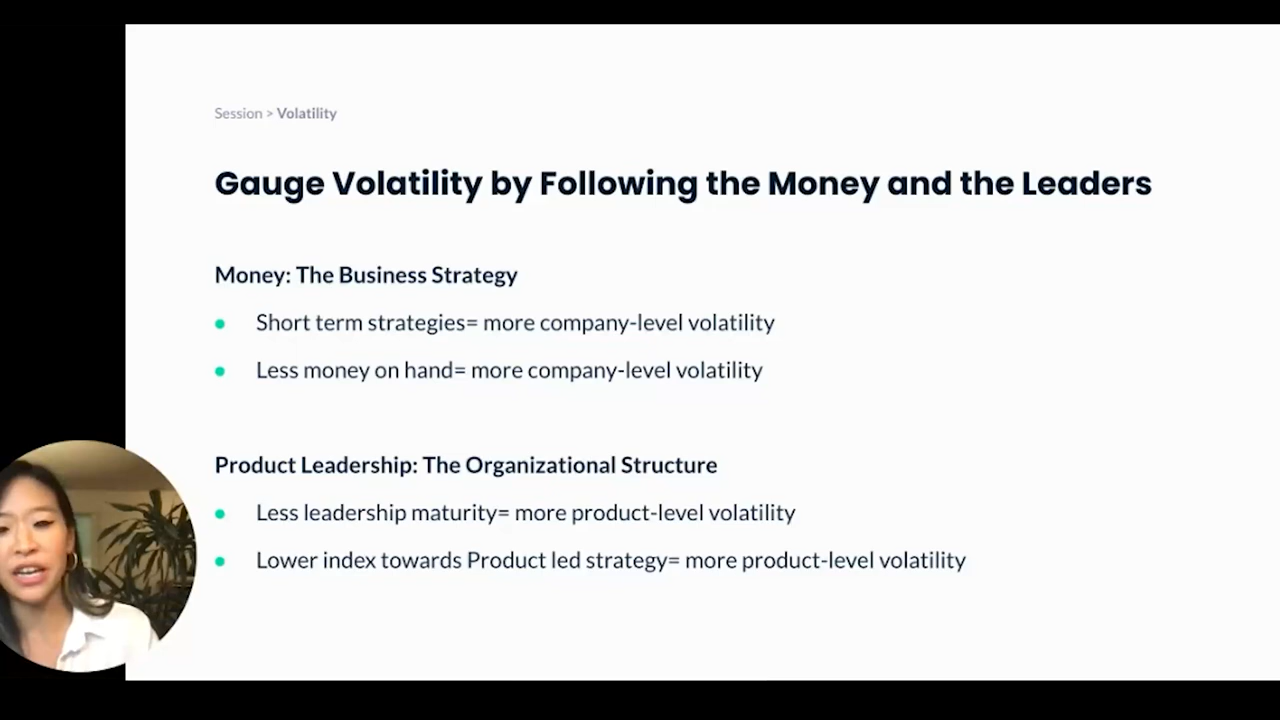 Session > Volatility
Gauge Volatility by Following the Money and the Leaders
Money: The Business Strategy
Short term strategies= more company-level volatility
Less money on hand= more company-level volatility
Product Leadership: The Organizational Structure
Less leadership maturity= more product-level volatility
Lower index towards Product led strategy= more product-level volatility